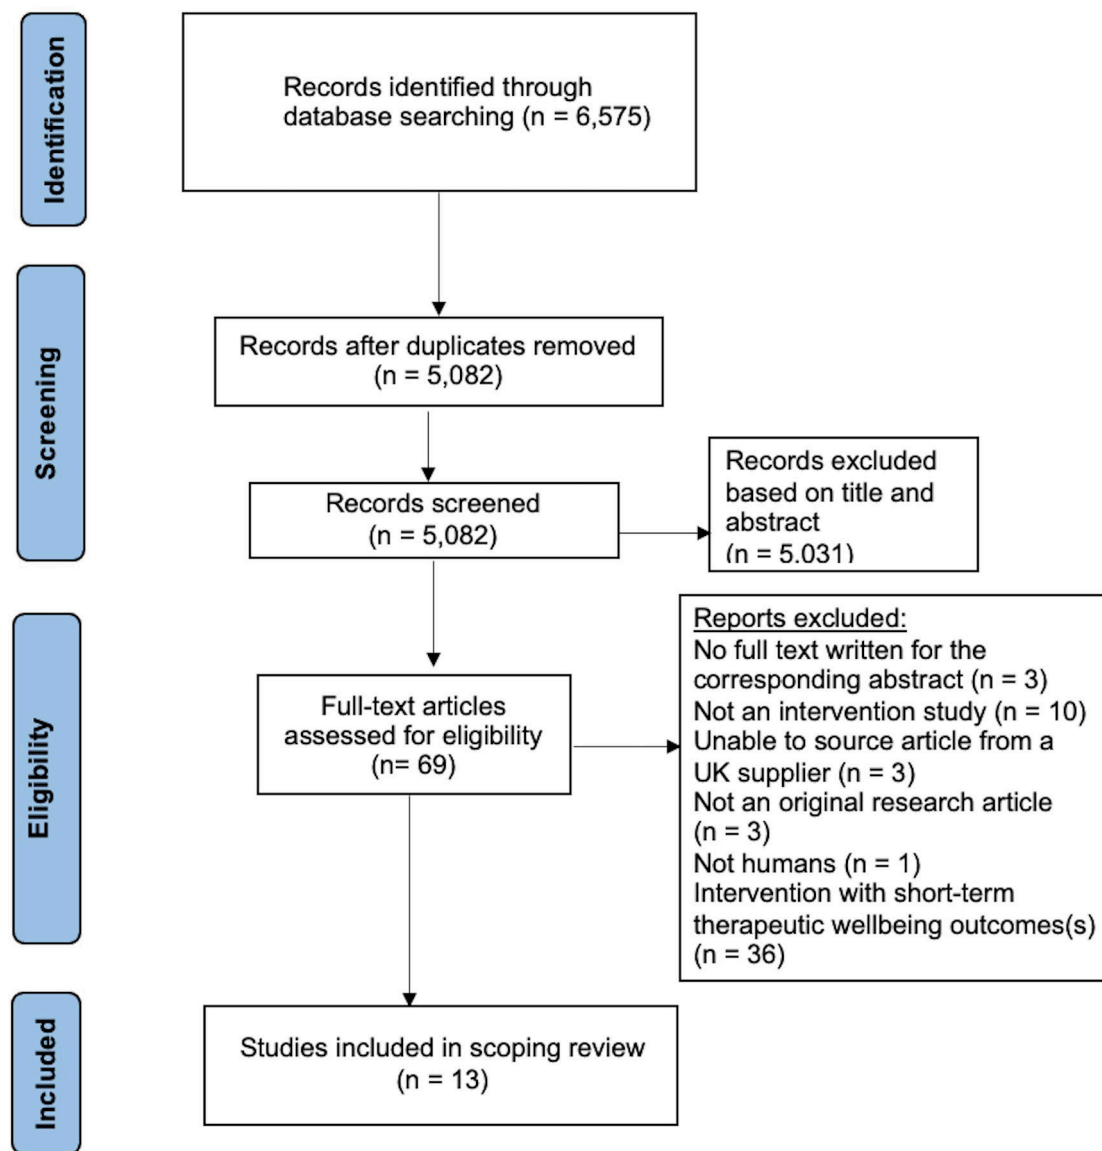 Identification
Records identified through
database searching (n = 6,575)
Screening
Records after duplicates removed
(n = 5,082)
Records screened
(n = 5,082)
Records excluded
based on title and
abstract
(n = 5.031)
Eligibility
Full-text articles
assessed for eligibility
(n= 69)
Reports excluded:
No full text written for the
corresponding abstract (n = 3)
Not an intervention study (n = 10)
Unable to source article from a
UK supplier (n = 3)
Not an original research article
(n = 3)
Not humans (n = 1)
Intervention with short-term
therapeutic wellbeing outcomes(s)
(n = 36)
Included
Studies included in scoping review
(n = 13)